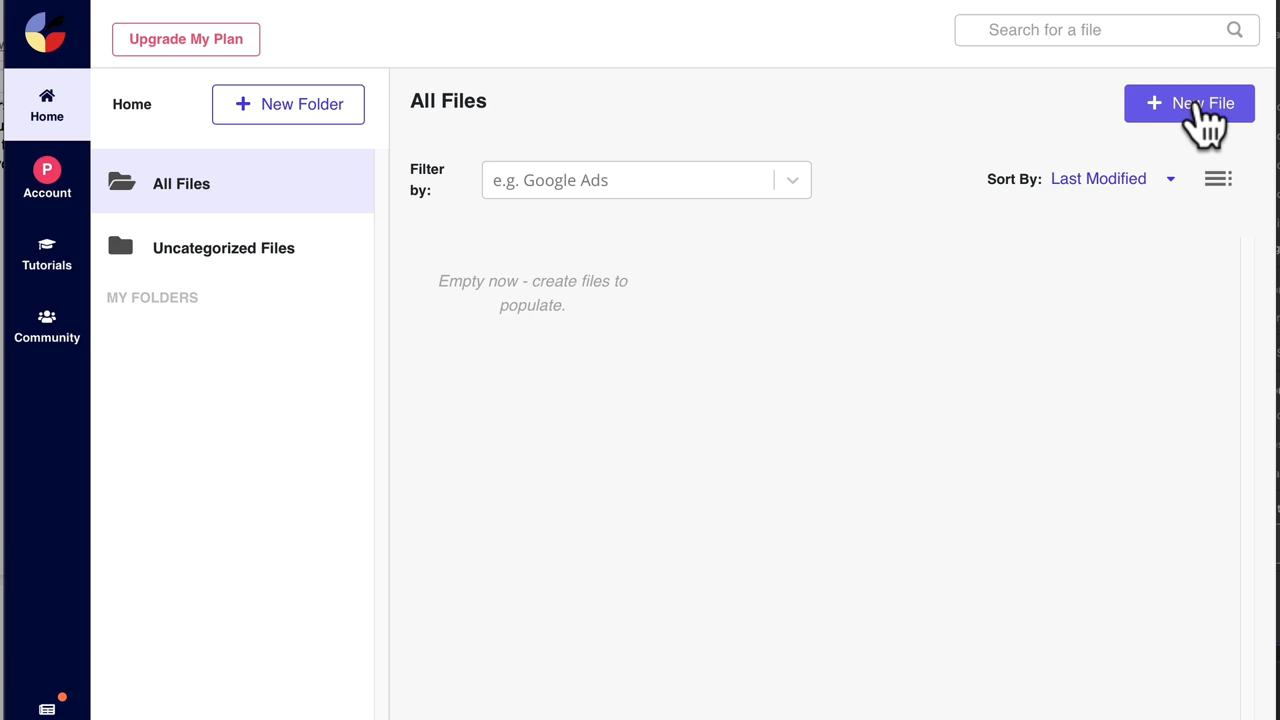 Upgrade My Plan
Search for a file
Home
Account
Tutorials
Community
P
Home
+ New Folder
All Files
Uncategorized Files
MY FOLDERS
All Files
+ New File
Filter
by:
e.g. Google Ads
Sort By: Last Modified
Empty now - create files to
populate.